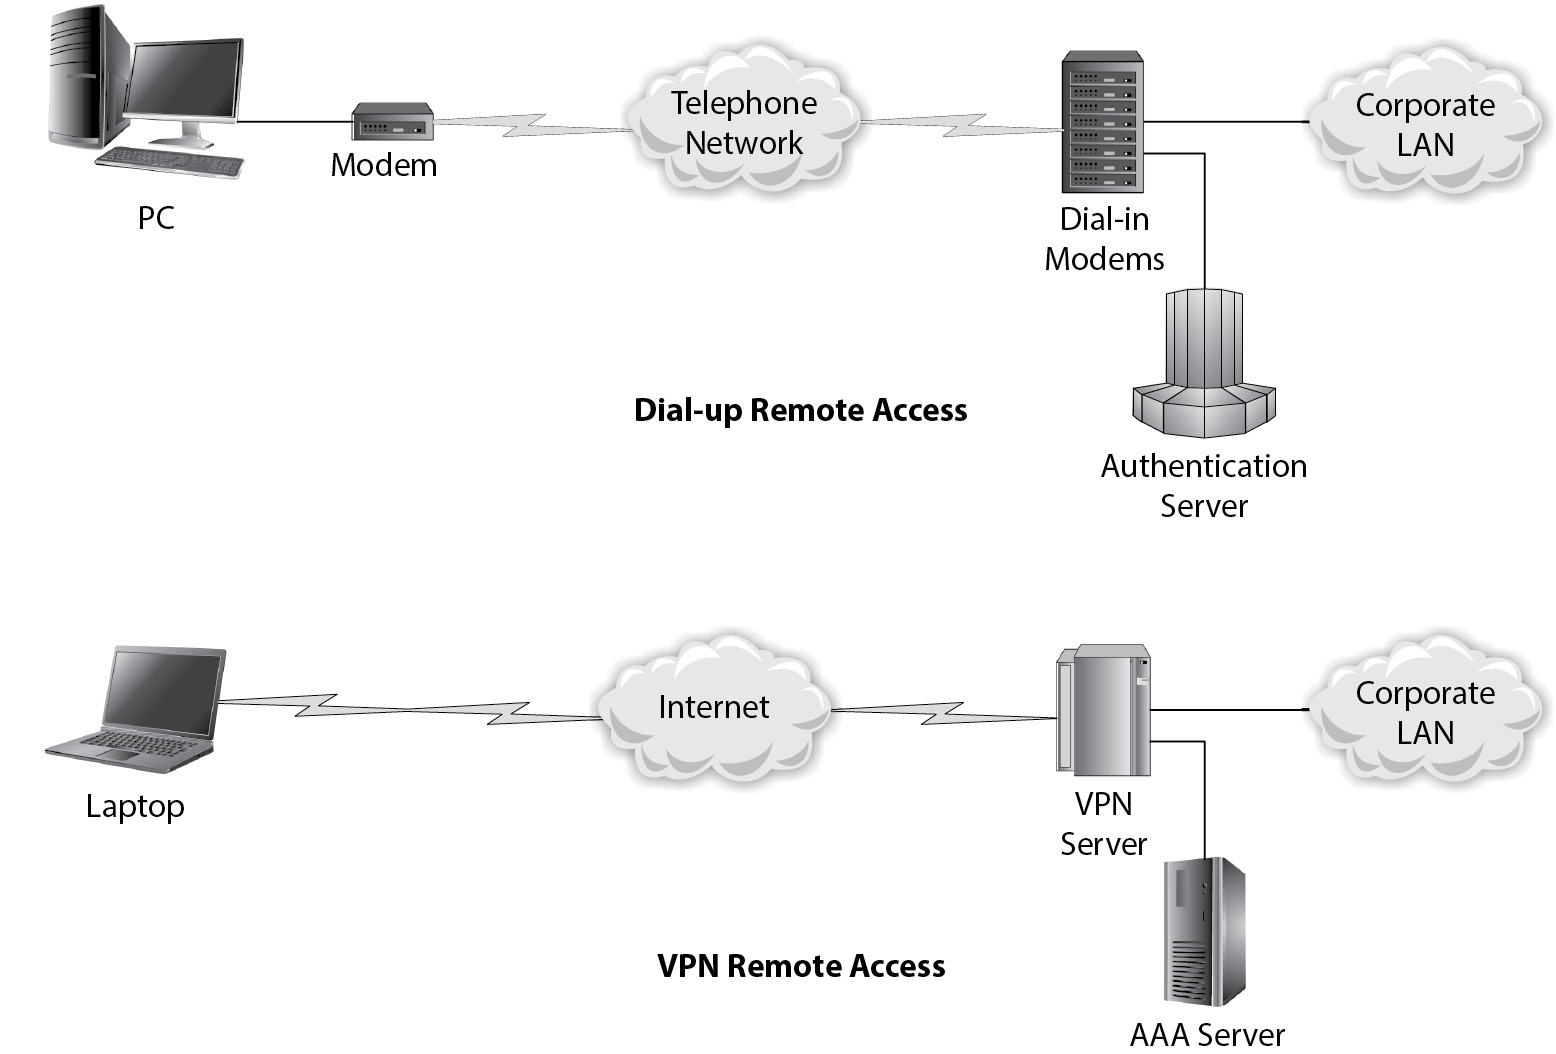 Telephone
Network
Corporate
LAN
Modem
PC
Dial-in
Modems
Dial-up Remote Access
Authentication
Server
Internet
Corporate
LAN
Laptop
VPN
Server
VPN Remote Access
AAA Server